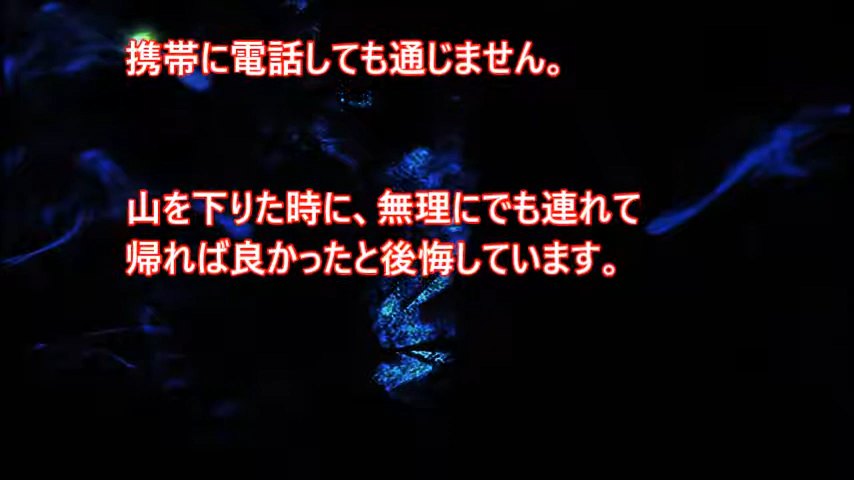 携帯に電話しても通じません。
山を下りた時に、無理にでも連れて
帰れば良かったと後悔しています。